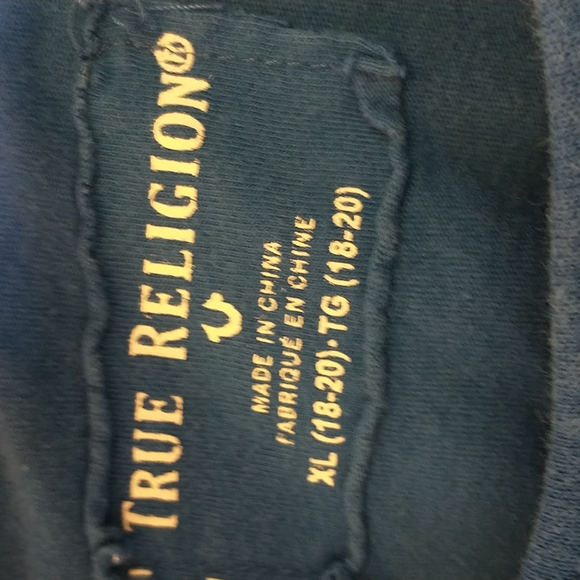 TRUE RELIGION®
MADE IN CHINA
FABRIQUÉ EN CHINE
XL (18-20)•TG (18-20)